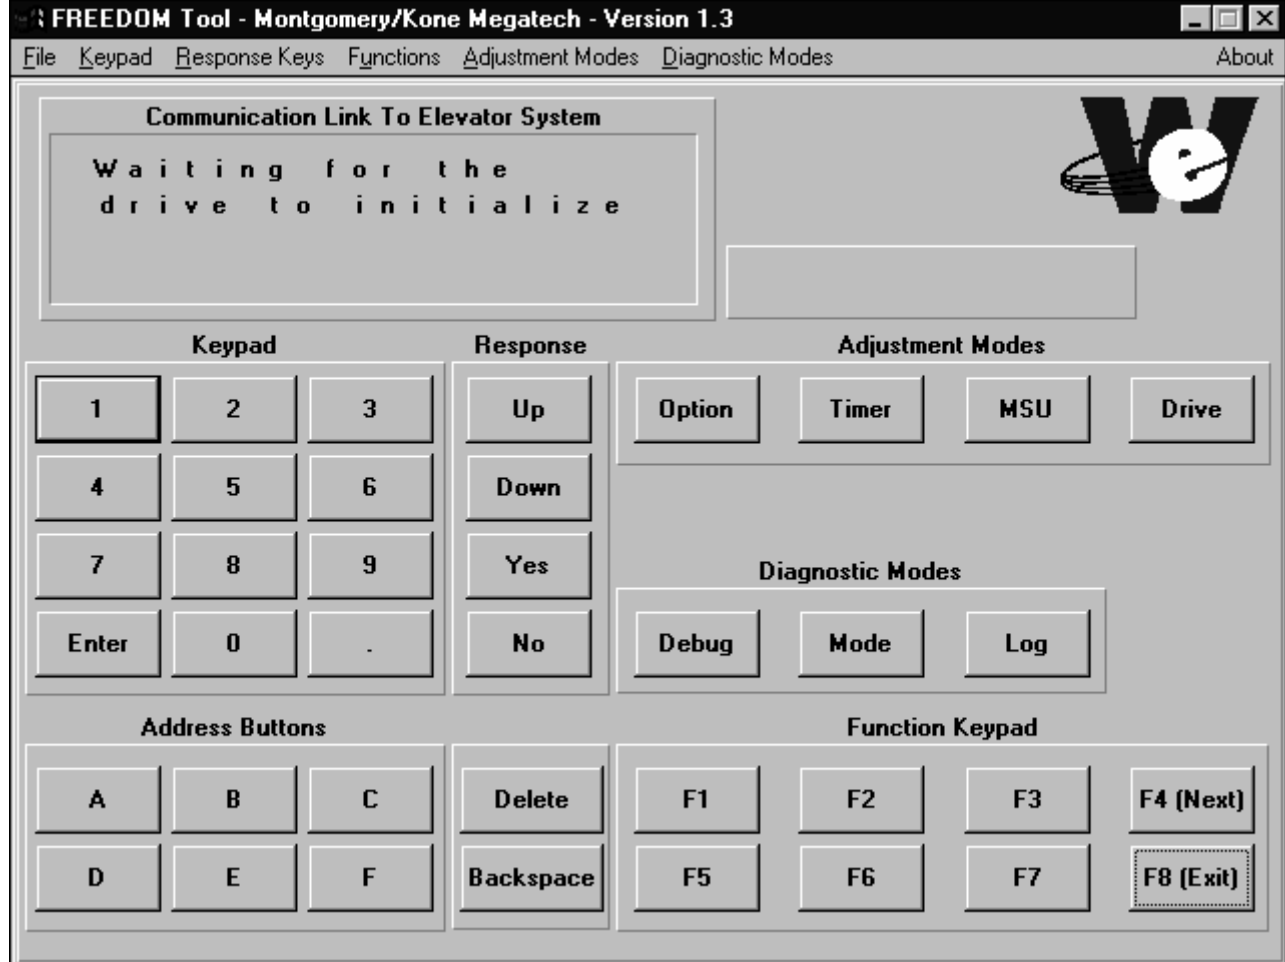 FREEDOM Tool - Montgomery/Kone Megatech - Version 1.3
File Keypad Response Keys Functions Adjustment Modes Diagnostic Modes About
Communication Link To Elevator System
Waiting for the
drive to initialize
We
Keypad Response Adjustment Modes
1 2 3 Up Option Timer MSU Drive
4 5 6 Down
7 8 9 Yes
Diagnostic Modes
Enter 0 . No Debug Mode Log
Address Buttons Function Keypad
A B C Delete F1 F2 F3 F4 (Next)
D E F Backspace F5 F6 F7 F8 (Exit)